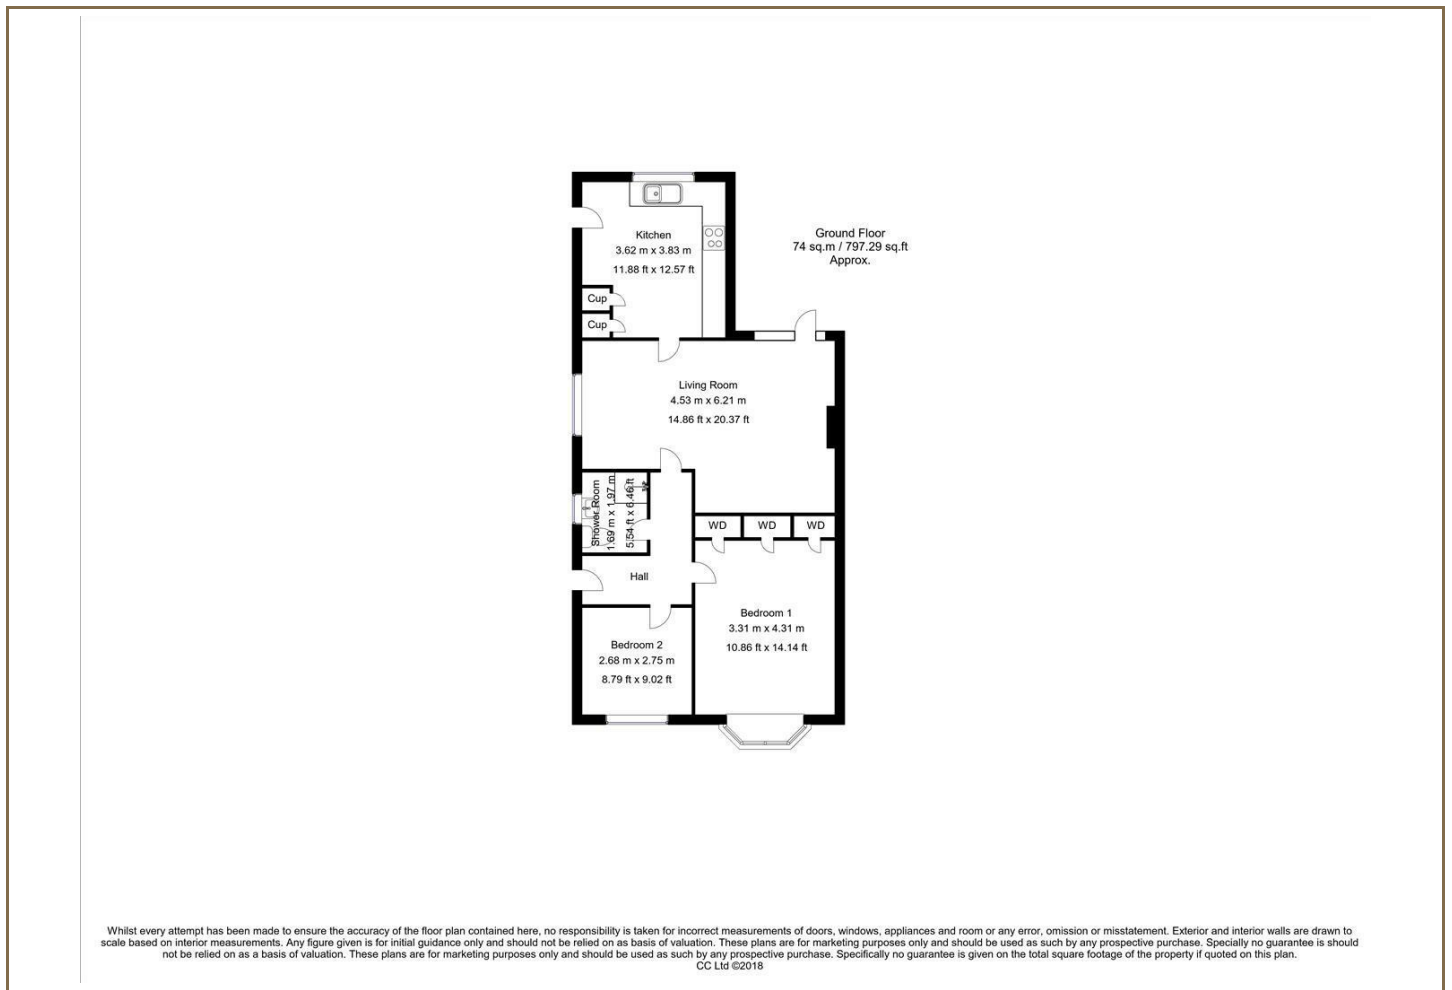 Kitchen
3.62 m x 3.83 m
11.88 ft x 12.57 ft
Ground Floor
74 sq.m / 797.29 sq.ft
Approx.
Cup
Cup
Living Room
4.53 m x 6.21 m
14.86 ft x 20.37 ft
Shower Room
1.69 m x 1.97 m
5.54 ft x 6.46 ft
WD
WD
WD
Hall
Bedroom 1
3.31 m x 4.31 m
10.86 ft x 14.14 ft
Bedroom 2
2.68 m x 2.75 m
8.79 ft x 9.02 ft
Whilst every attempt has been made to ensure the accuracy of the floor plan contained here, no responsibility is taken for incorrect measurements of doors, windows, appliances and room or any error, omission or misstatement. Exterior and interior walls are drawn to
scale based on interior measurements. Any figure given is for initial guidance only and should not be relied on as basis of valuation. These plans are for marketing purposes only and should be used as such by any prospective purchase. Specially no guarantee is should
not be relied on as a basis of valuation. These plans are for marketing purposes only and should be used as such by any prospective purchase. Specifically no guarantee is given on the total square footage of the property if quoted on this plan.
CC Ltd ©2018